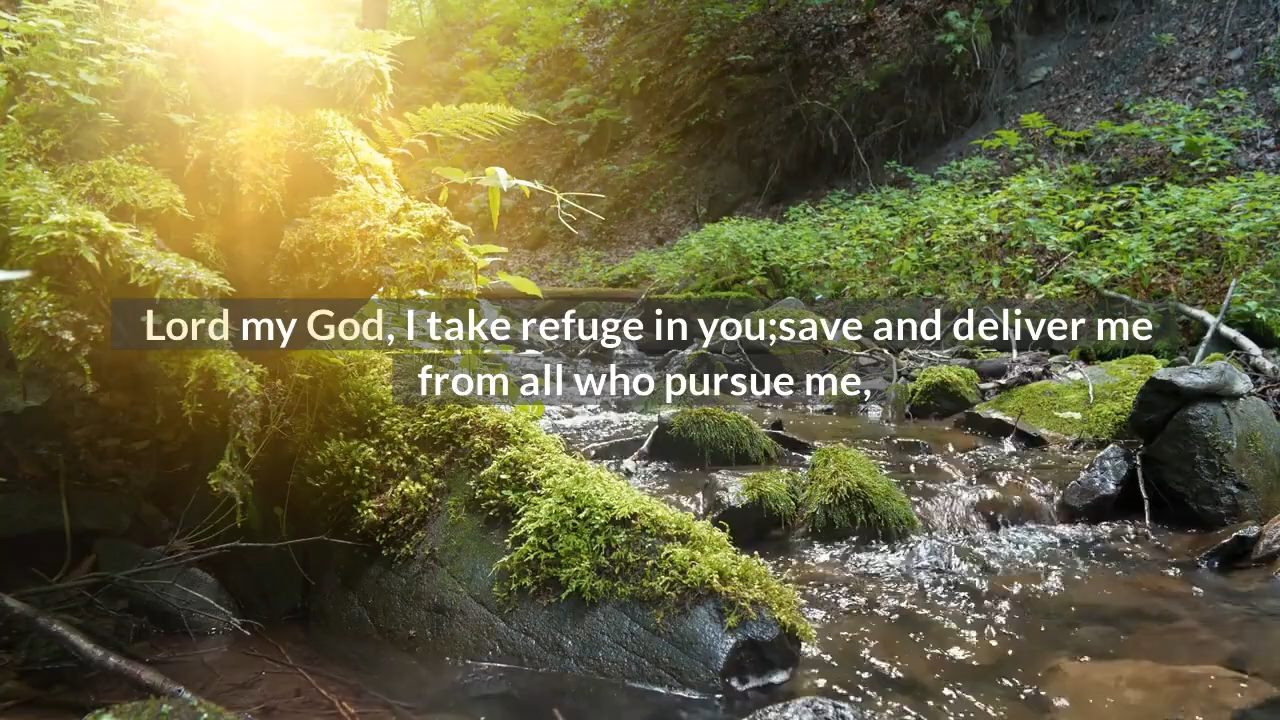 Lord my God, I take refuge in you;save and deliver me
from all who pursue me,